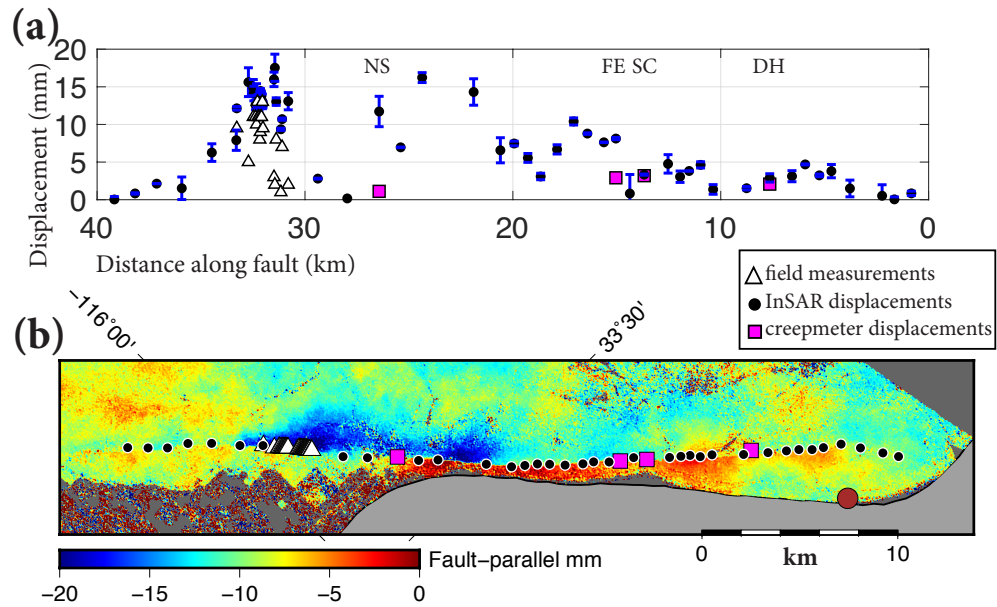 (a)
20
15
10
5
0
Displacement (mm)
NS
FE SC
DH
40
30
20
10
0
Distance along fault (km)
field measurements
InSAR displacements
creepmeter displacements
(b)
-116°00'
33°30'
Fault-parallel mm
-20
-15
-10
-5
0
0
km
10